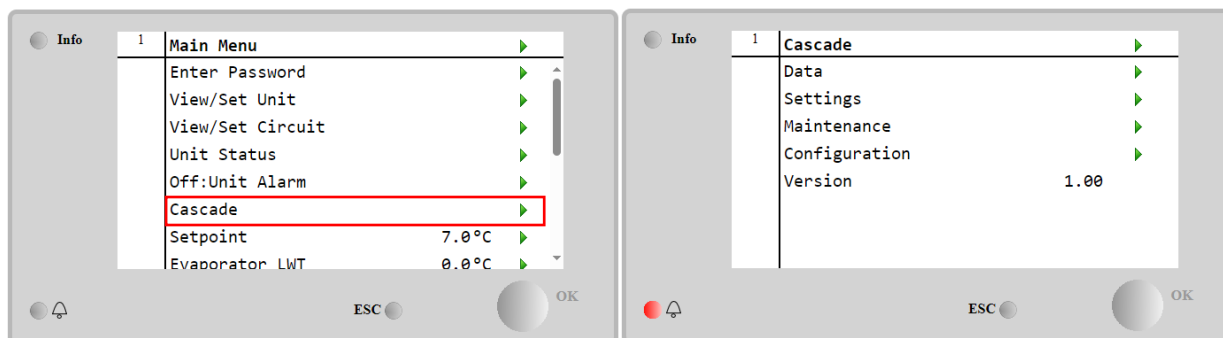 Info
1
Main Menu
Enter Password
View/Set Unit
View/Set Circuit
Unit Status
Off:Unit Alarm
Cascade
Setpoint 7.0°C
Evaporator LWT 0.0°C
ESC
OK
Info
1
Cascade
Data
Settings
Maintenance
Configuration
Version 1.00
ESC
OK